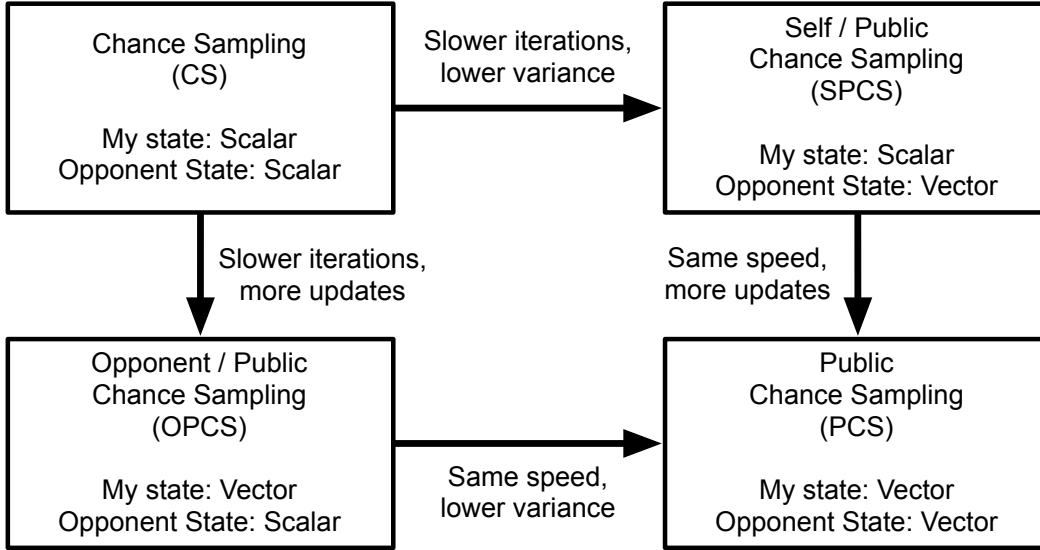 Chance Sampling
(CS)
My state: Scalar
Opponent State: Scalar
Slower iterations,
lower variance
Self / Public
Chance Sampling
(SPCS)
My state: Scalar
Opponent State: Vector
Slower iterations,
more updates
Same speed,
more updates
Opponent / Public
Chance Sampling
(OPCS)
My state: Vector
Opponent State: Scalar
Same speed,
lower variance
Public
Chance Sampling
(PCS)
My state: Vector
Opponent State: Vector